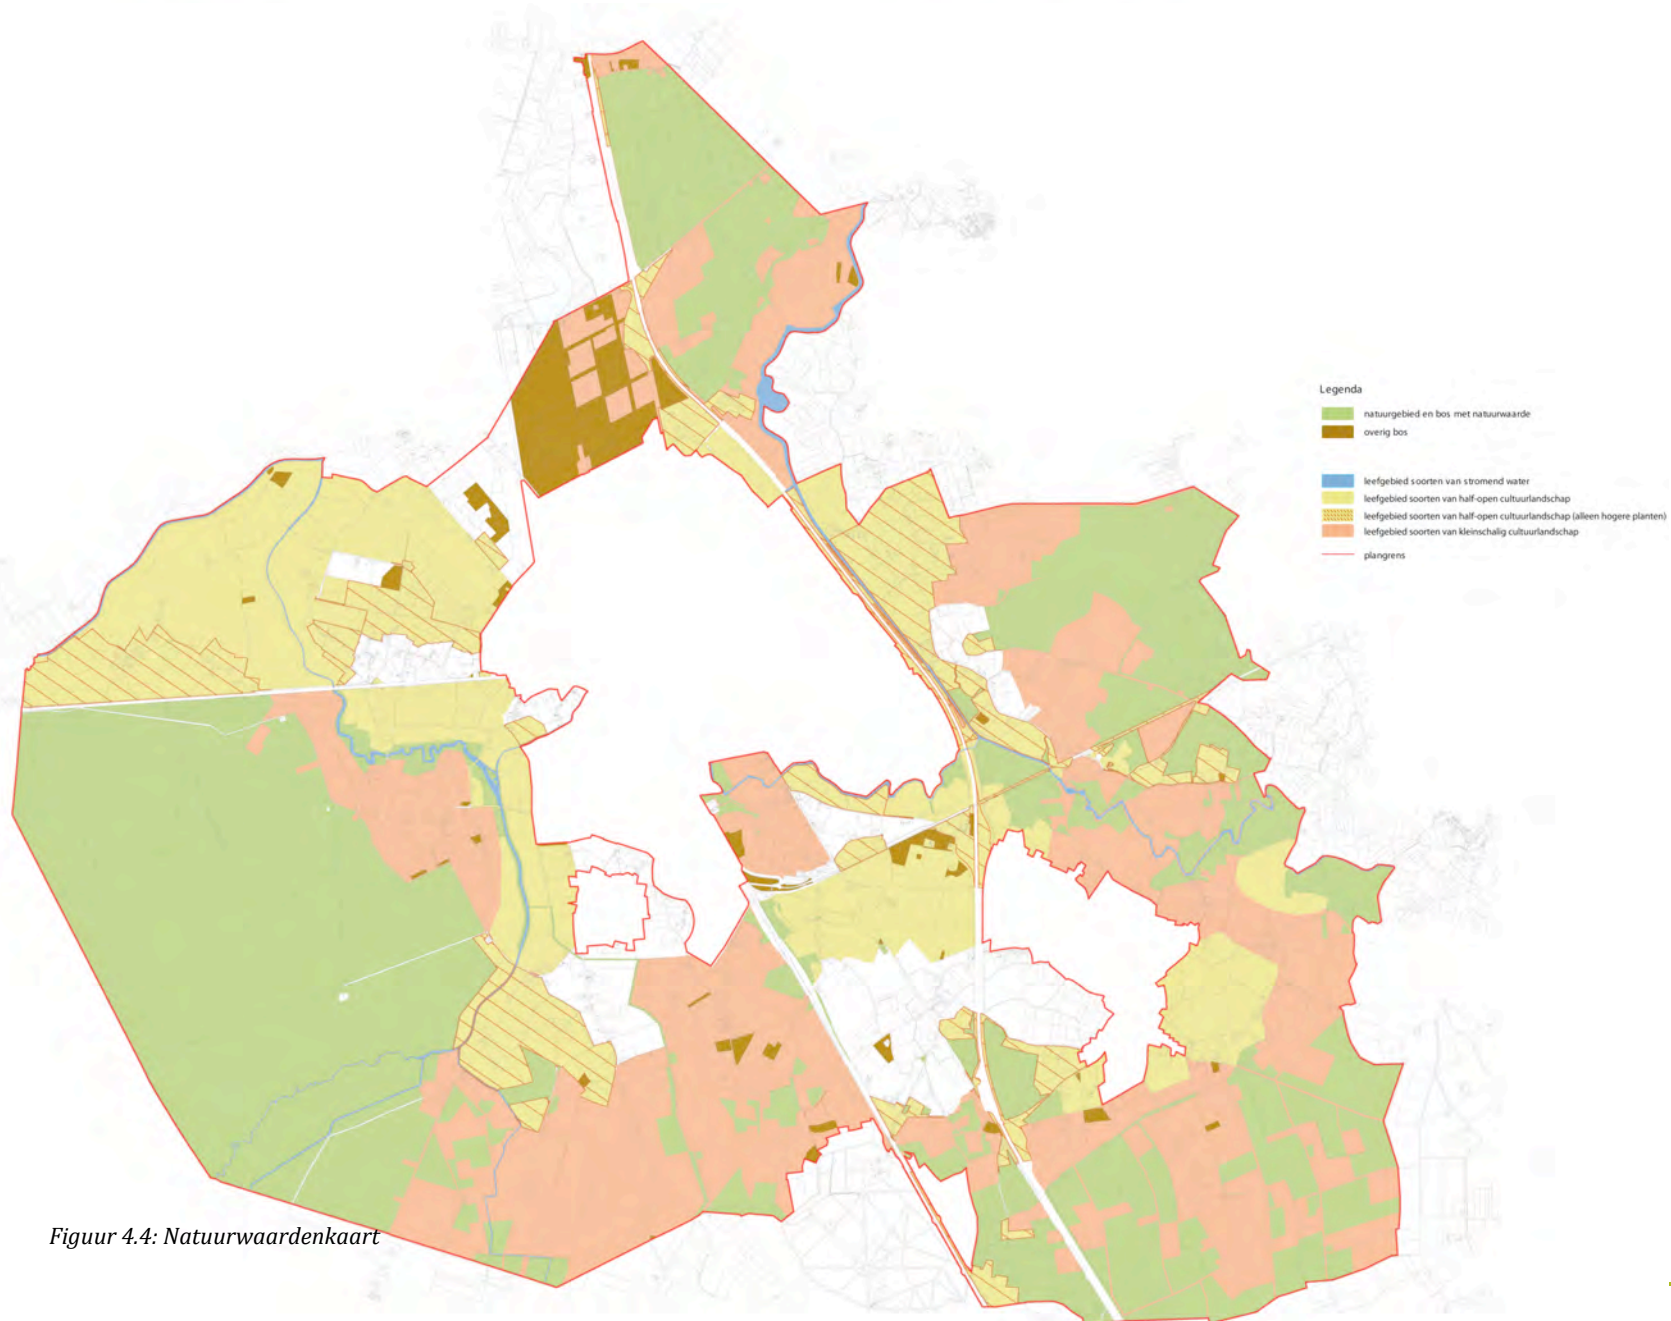 Legenda
natuurgebied en bos met natuurwaarde
overig bos
leefgebied soorten van stromend water
leefgebied soorten van half-open cultuurlandschap
leefgebied soorten van half-open cultuurlandschap (alleen hogere planten)
leefgebied soorten van kleinschalig cultuurlandschap
plangrens
Figuur 4.4: Natuurwaardenkaart